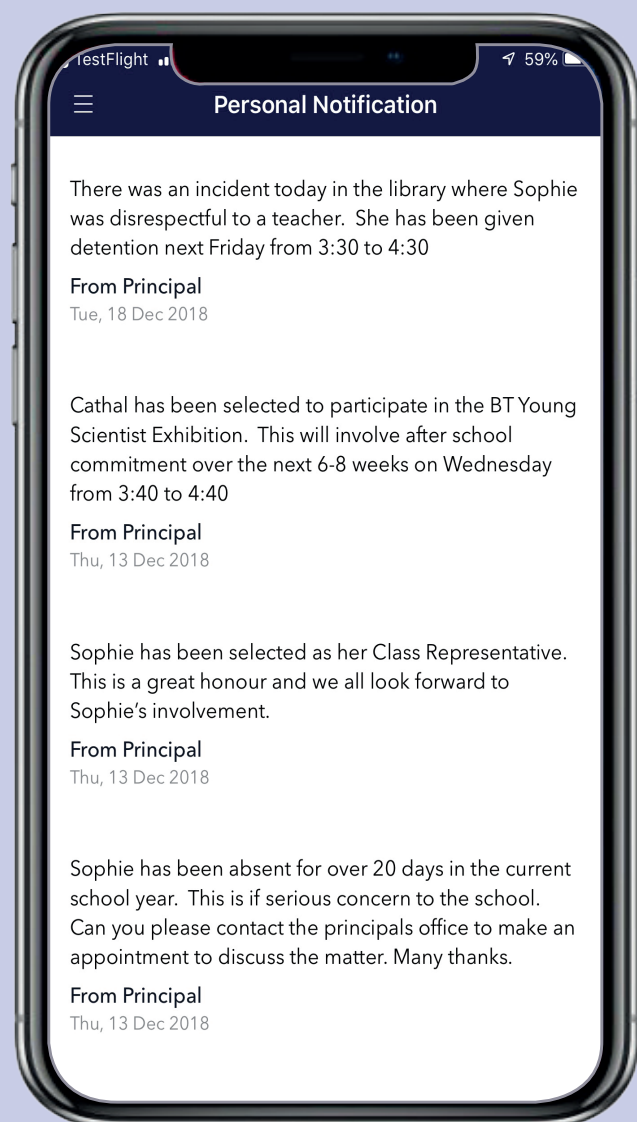 TestFlight 59%
Personal Notification
There was an incident today in the library where Sophie
was disrespectful to a teacher. She has been given
detention next Friday from 3:30 to 4:30
From Principal
Tue, 18 Dec 2018
Cathal has been selected to participate in the BT Young
Scientist Exhibition. This will involve after school
commitment over the next 6-8 weeks on Wednesday
from 3:40 to 4:40
From Principal
Thu, 13 Dec 2018
Sophie has been selected as her Class Representative.
This is a great honour and we all look forward to
Sophie's involvement.
From Principal
Thu, 13 Dec 2018
Sophie has been absent for over 20 days in the current
school year. This is if serious concern to the school.
Can you please contact the principals office to make an
appointment to discuss the matter. Many thanks.
From Principal
Thu, 13 Dec 2018